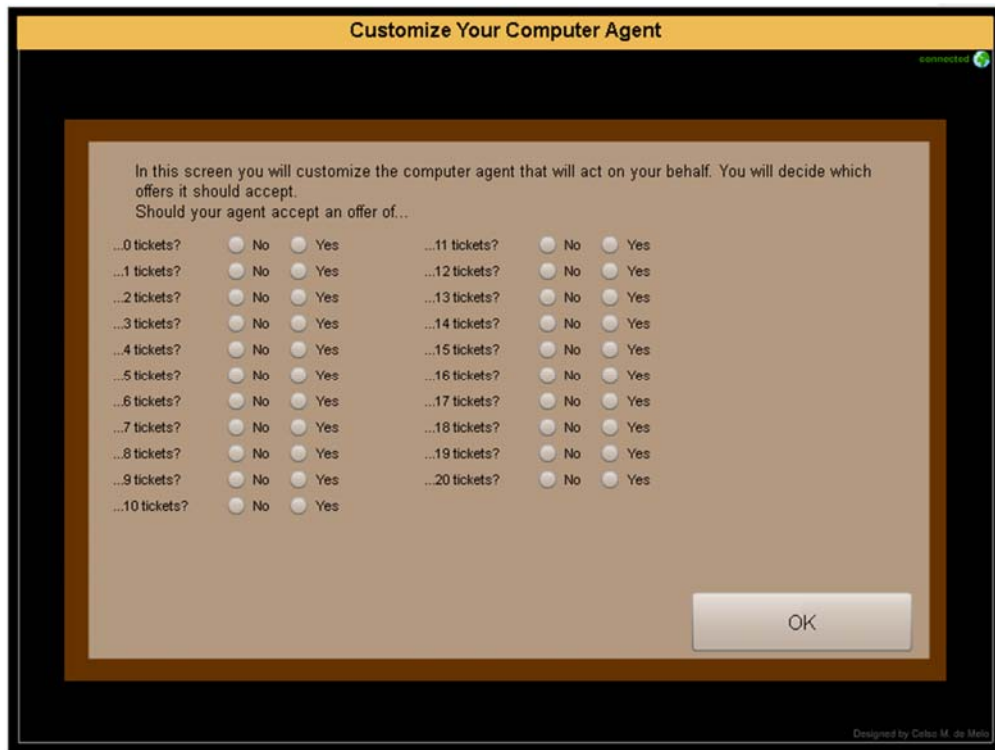 Customize Your Computer Agent
connected
In this screen you will customize the computer agent that will act on your behalf. You will decide which
offers it should accept.
Should your agent accept an offer of...
...0 tickets? No Yes ...11 tickets? No Yes
...1 tickets? No Yes ...12 tickets? No Yes
...2 tickets? No Yes ...13 tickets? No Yes
...3 tickets? No Yes ...14 tickets? No Yes
...4 tickets? No Yes ...15 tickets? No Yes
...5 tickets? No Yes ...16 tickets? No Yes
...6 tickets? No Yes ...17 tickets? No Yes
...7 tickets? No Yes ...18 tickets? No Yes
...8 tickets? No Yes ...19 tickets? No Yes
...9 tickets? No Yes ...20 tickets? No Yes
...10 tickets? No Yes
OK
Designed by Celso M. de Melo